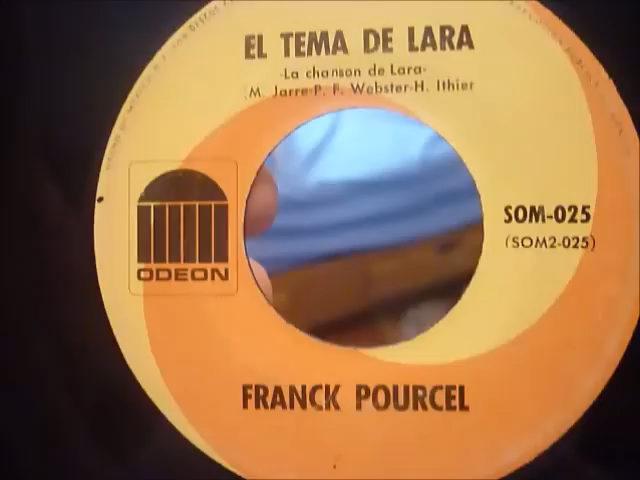 EL TEMA DE LARA
-La chanson de Lara-
M. Jarre-P. F. Webster-H. Ithier
SOM-025
(SOM2-025)
ODEON
FRANCK POURCEL